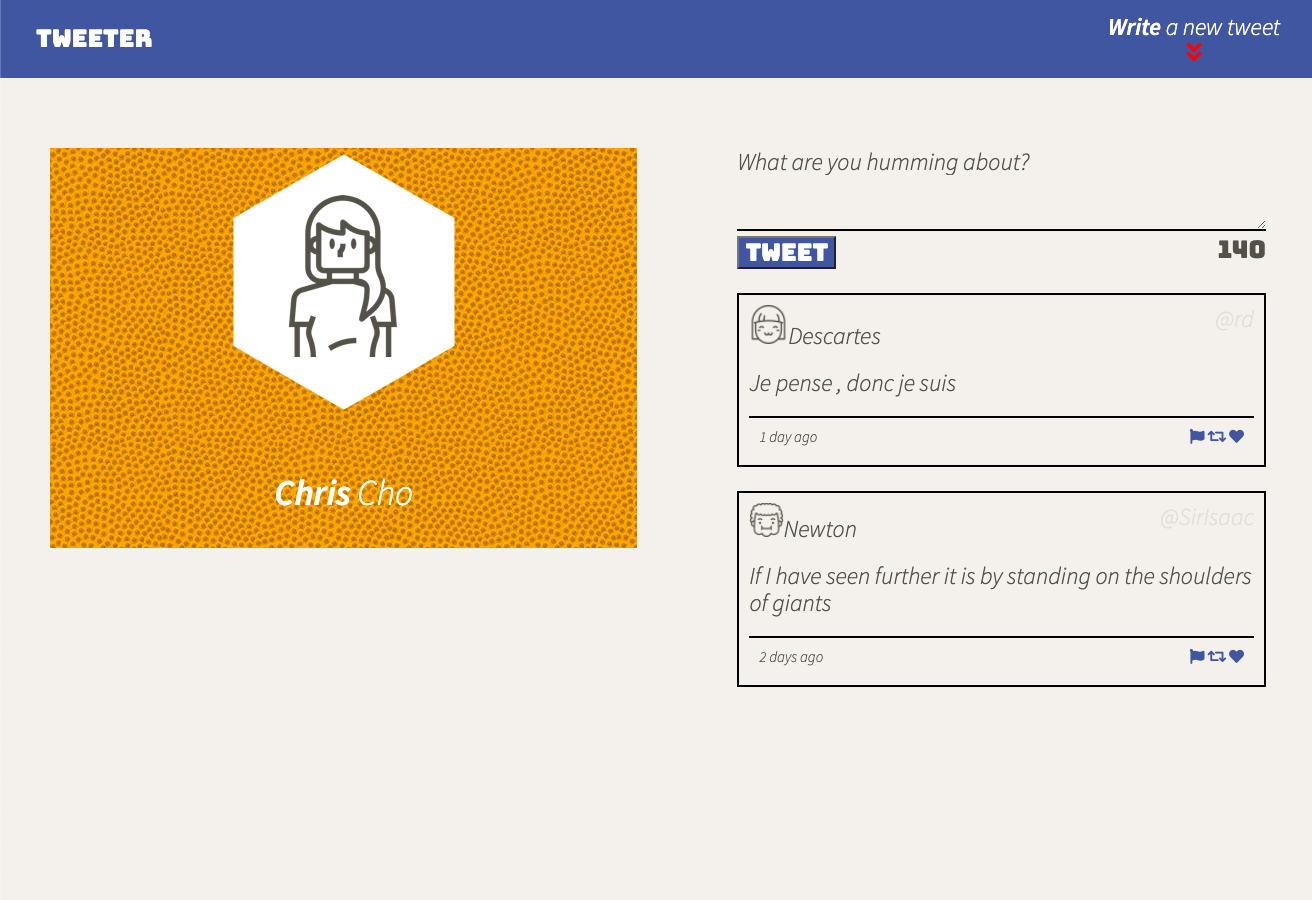 TWEETER
Write a new tweet
Chris Cho
What are you humming about?
TWEET
140
Descartes
@rd
Je pense , donc je suis
1 day ago
Newton
@SirIsaac
If I have seen further it is by standing on the shoulders
of giants
2 days ago